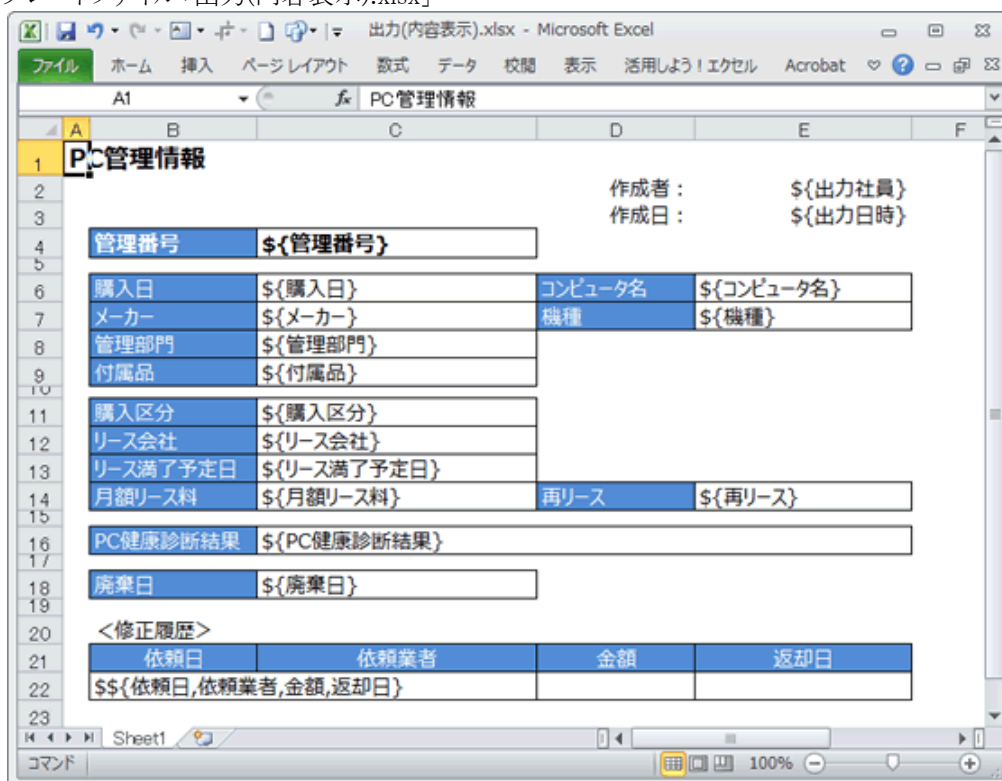 出力(内容表示).xlsx
出力(内容表示).xlsx - Microsoft Excel
ファイル ホーム 挿入 ページ レイアウト 数式 データ 校閲 表示 活用しよう!エクセル Acrobat
A1 fx PC管理情報
A B C D E F
1 PC管理情報
2 作成者: ${出力社員}
3 作成日: ${出力日時}
4 管理番号 ${管理番号}
5
6 購入日 ${購入日} コンピュータ名 ${コンピュータ名}
7 メーカー ${メーカー} 機種 ${機種}
8 管理部門 ${管理部門}
9 付属品 ${付属品}
10
11 購入区分 ${購入区分}
12 リース会社 ${リース会社}
13 リース満了予定日 ${リース満了予定日}
14 月額リース料 ${月額リース料} 再リース ${再リース}
15
16 PC健康診断結果 ${PC健康診断結果}
17
18 廃棄日 ${廃棄日}
19
20 <修正履歴>
21 依頼日 依頼業者 金額 返却日
22 $${依頼日,依頼業者,金額,返却日}
23
Sheet1
コマンド 100%